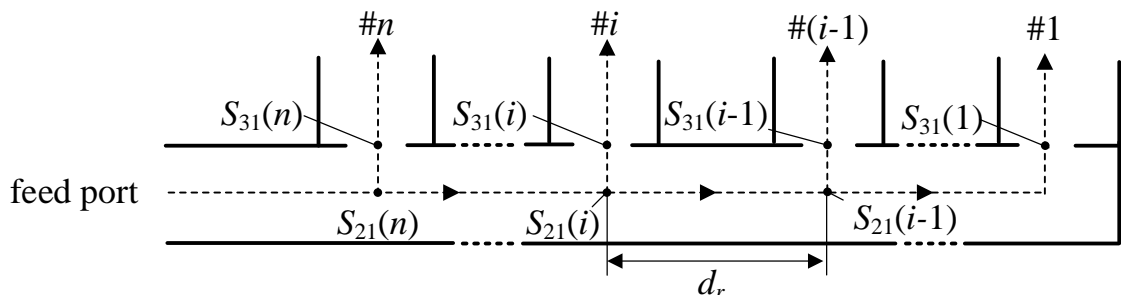 #n #i #(i-1) #1
S31(n) S31(i) S31(i-1) S31(1)
feed port
S21(n) S21(i) S21(i-1)
dr